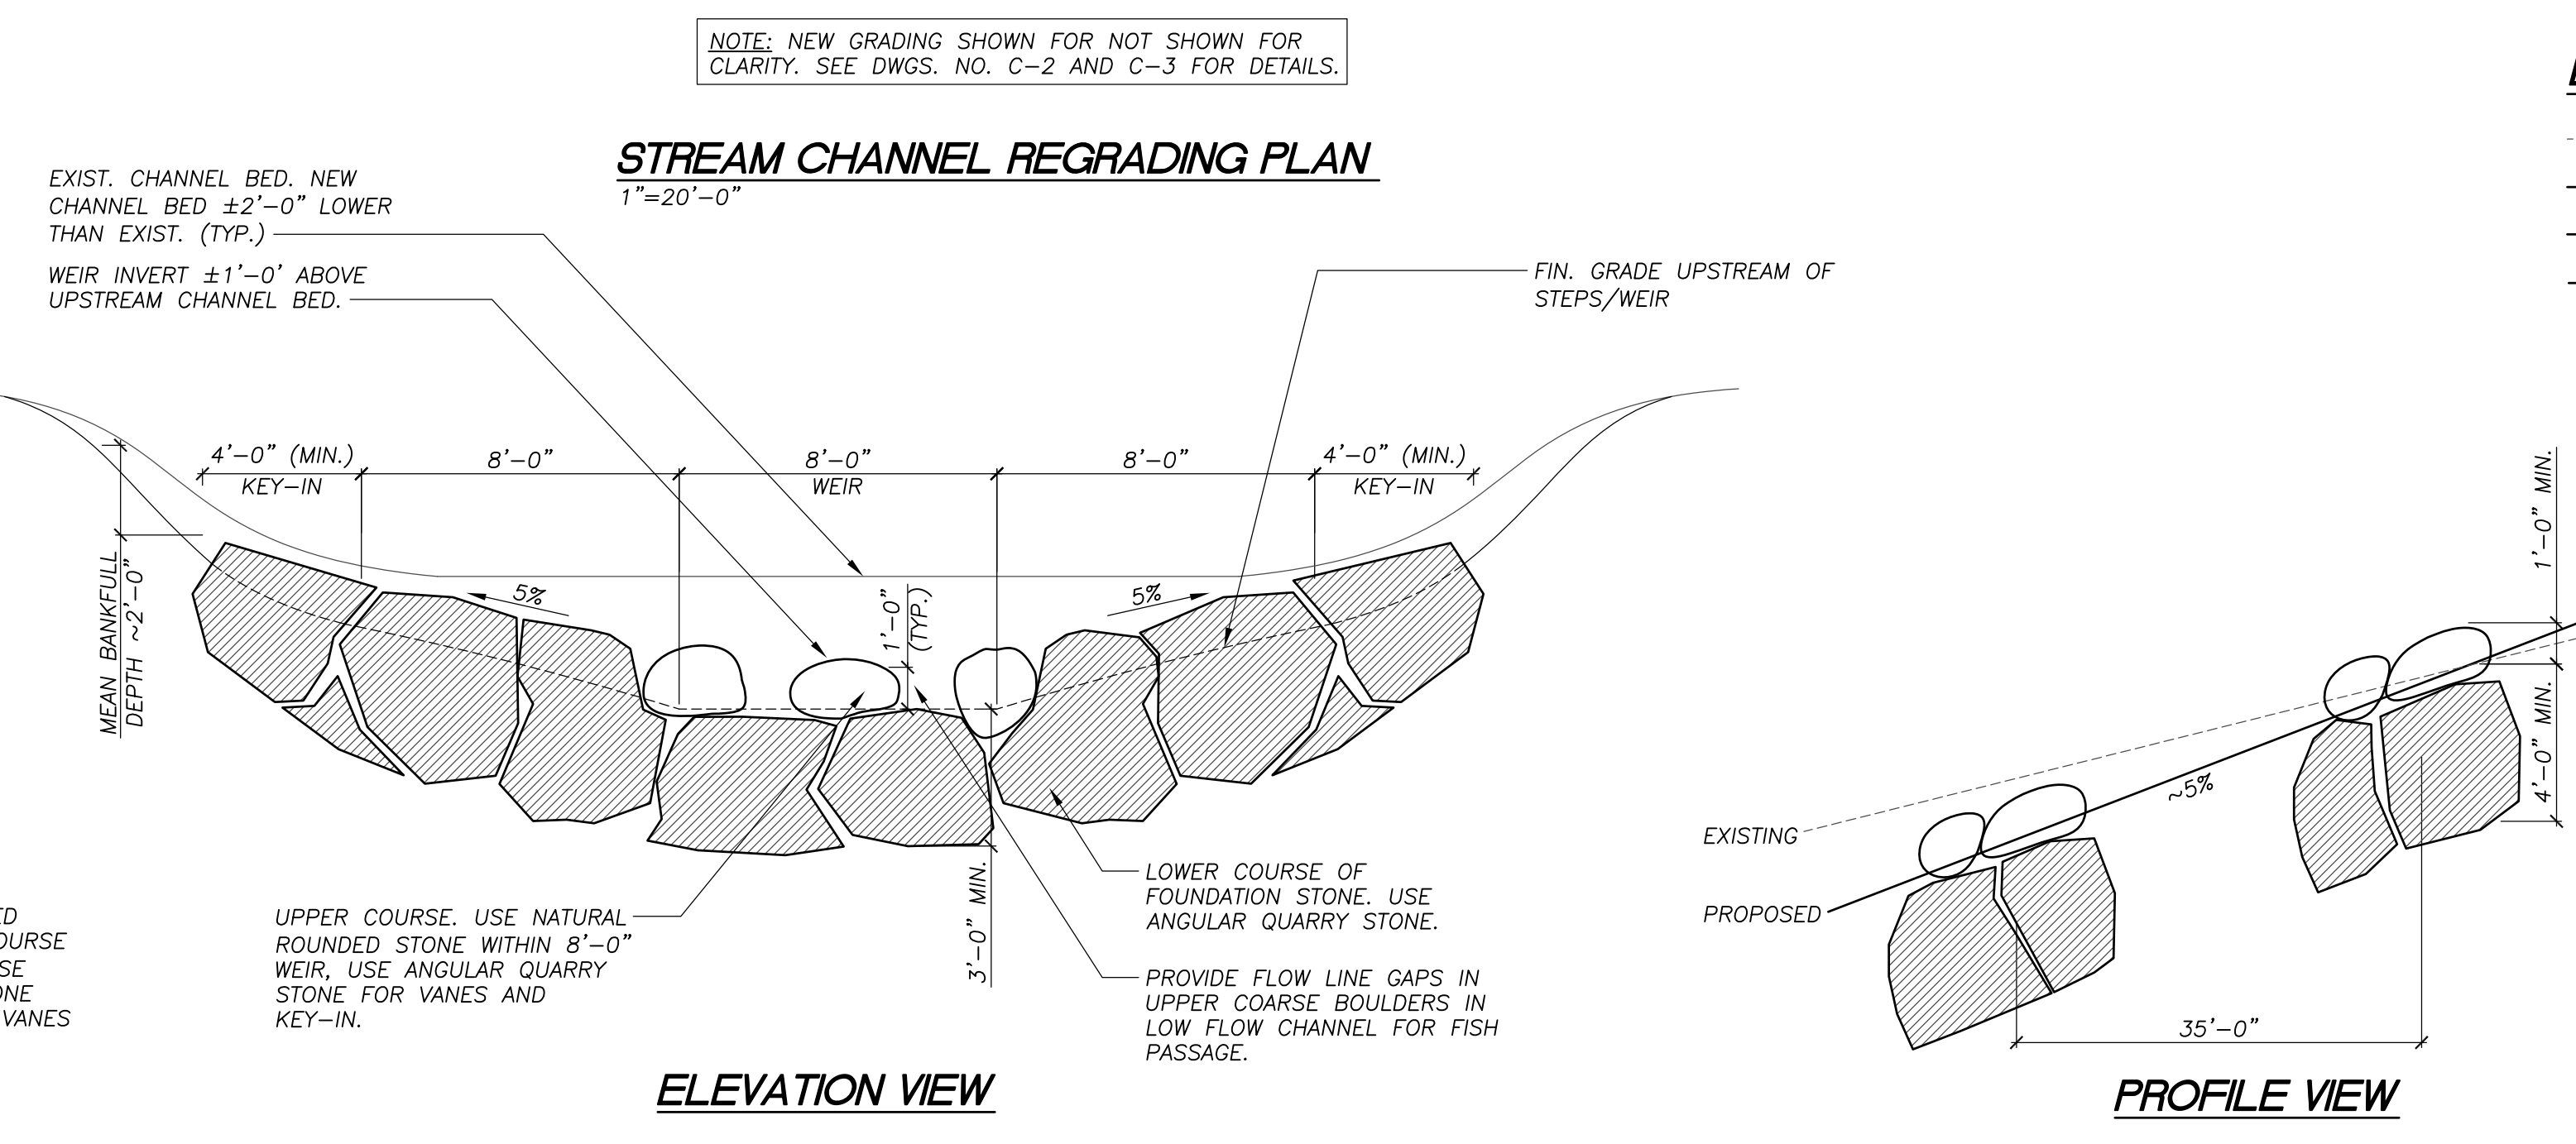 NOTE: NEW GRADING SHOWN FOR NOT SHOWN FOR
CLARITY. SEE DWGS. NO. C-2 AND C-3 FOR DETAILS.
STREAM CHANNEL REGRADING PLAN
1"=20'-0"
EXIST. CHANNEL BED. NEW
CHANNEL BED ±2'-0" LOWER
THAN EXIST. (TYP.)
WEIR INVERT ±1'-0' ABOVE
UPSTREAM CHANNEL BED.
FIN. GRADE UPSTREAM OF
STEPS/WEIR
4'-0" (MIN.)
KEY-IN
8'-0"
8'-0"
WEIR
8'-0"
4'-0" (MIN.)
KEY-IN
MEAN BANKFULL
DEPTH ~2'-0"
5%
1'-0"
(TYP.)
5%
3'-0" MIN.
LOWER COURSE OF
FOUNDATION STONE. USE
ANGULAR QUARRY STONE.
UPPER COURSE. USE NATURAL
ROUNDED STONE WITHIN 8'-0"
WEIR, USE ANGULAR QUARRY
STONE FOR VANES AND
KEY-IN.
PROVIDE FLOW LINE GAPS IN
UPPER COARSE BOULDERS IN
LOW FLOW CHANNEL FOR FISH
PASSAGE.
ED
OURSE
SE
ONE
VANES
ELEVATION VIEW
1'-0" MIN.
4'-0" MIN.
~5%
EXISTING
PROPOSED
35'-0"
PROFILE VIEW